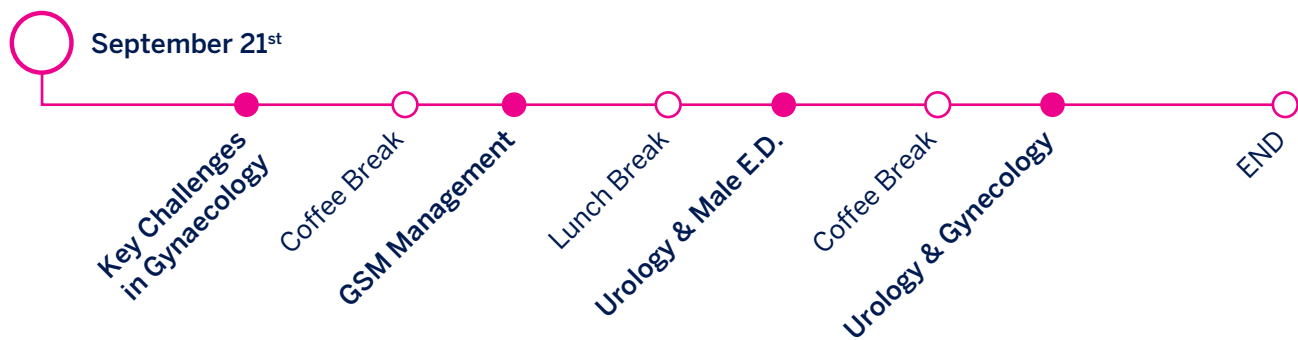 September 21st
Key Challenges
in Gynaecology
Coffee Break
GSM Management
Lunch Break
Urology & Male E.D.
Coffee Break
Urology & Gynecology
END